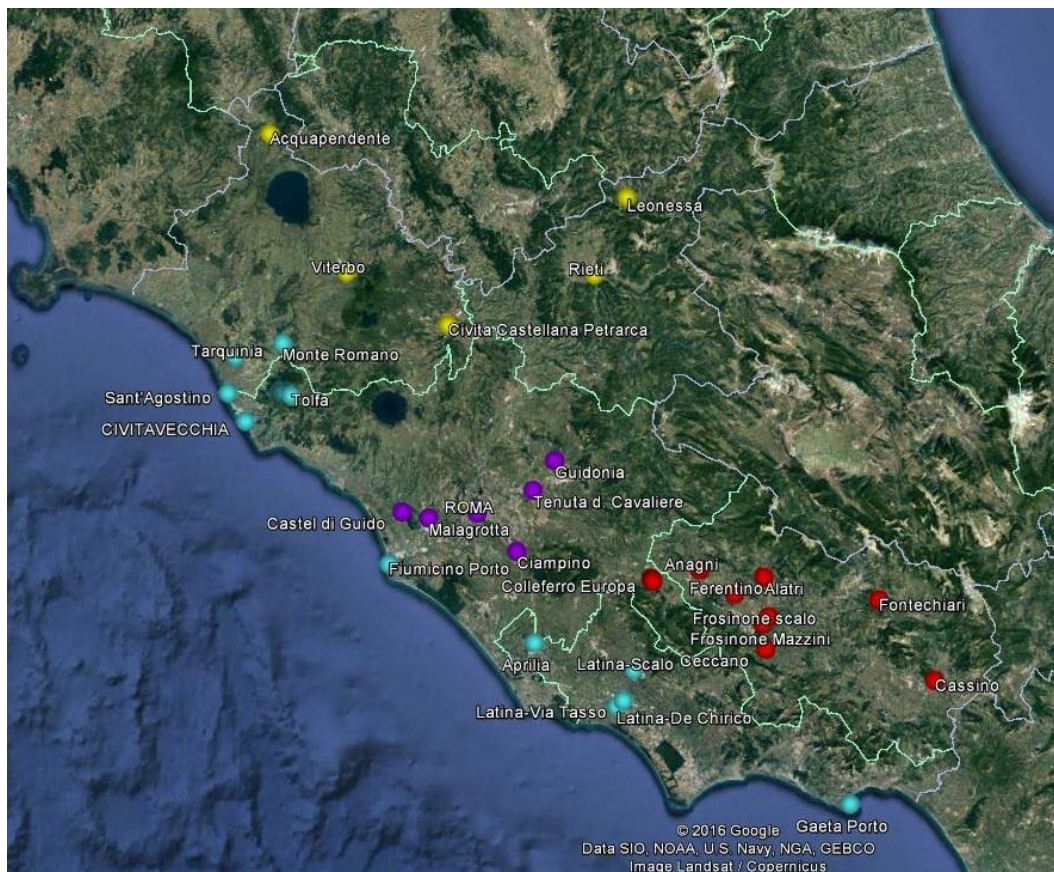 Acquapendente
Leonessa
Viterbo
Rieti
Civita Castellana Petrarca
Tarquinia
Monte Romano
Sant'Agostino
Tolfa
CIVITAVECCHIA
Guidonia
Tenuta d. Cavaliere
ROMA
Castel di Guido
Malagrotta
Ciampino
Fiumicino Porto
Colleferro Europa
Anagni
Ferentino
Alatri
Fontechiari
Frosinone scalo
Frosinone Mazzini
Aprilia
Latina-Scalo
Ceccano
Cassino
Latina-Via Tasso
Latina-De Chirico
Gaeta Porto
© 2016 Google
Data SIO, NOAA, U.S. Navy, NGA, GEBCO
Image Landsat / Copernicus